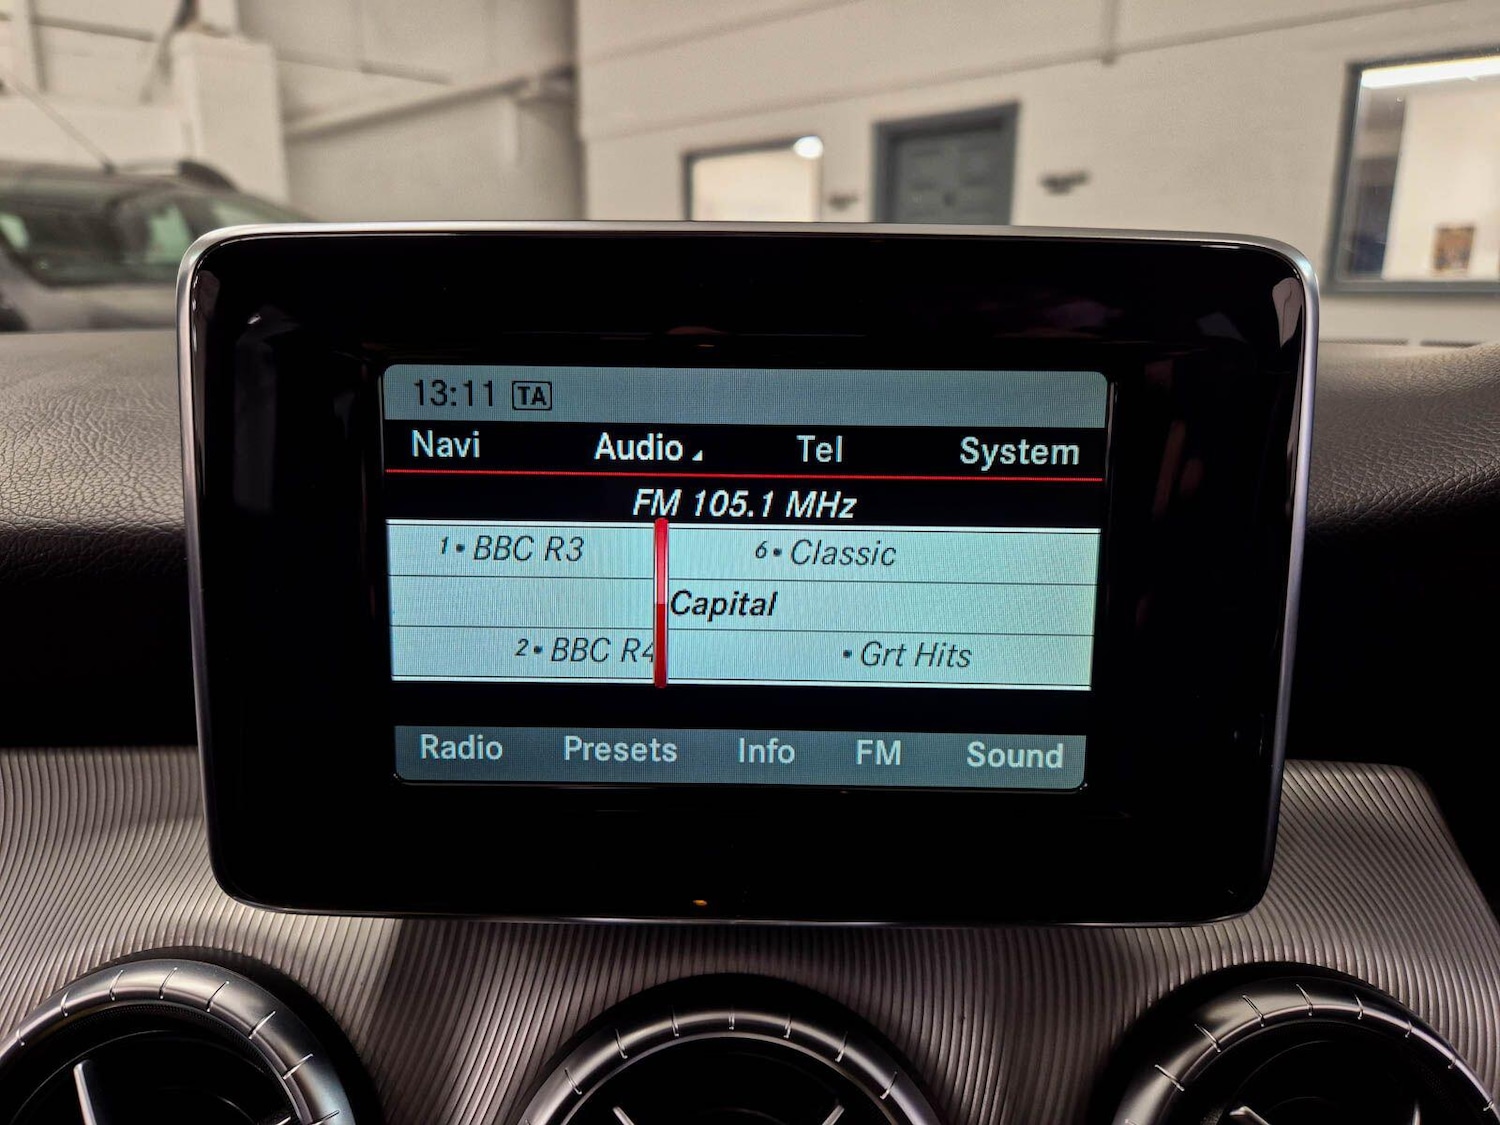 13:11 TA
Navi Audio Tel System
FM 105.1 MHz
1• BBC R3 6• Classic
Capital
2• BBC R4 • Grt Hits
Radio Presets Info FM Sound